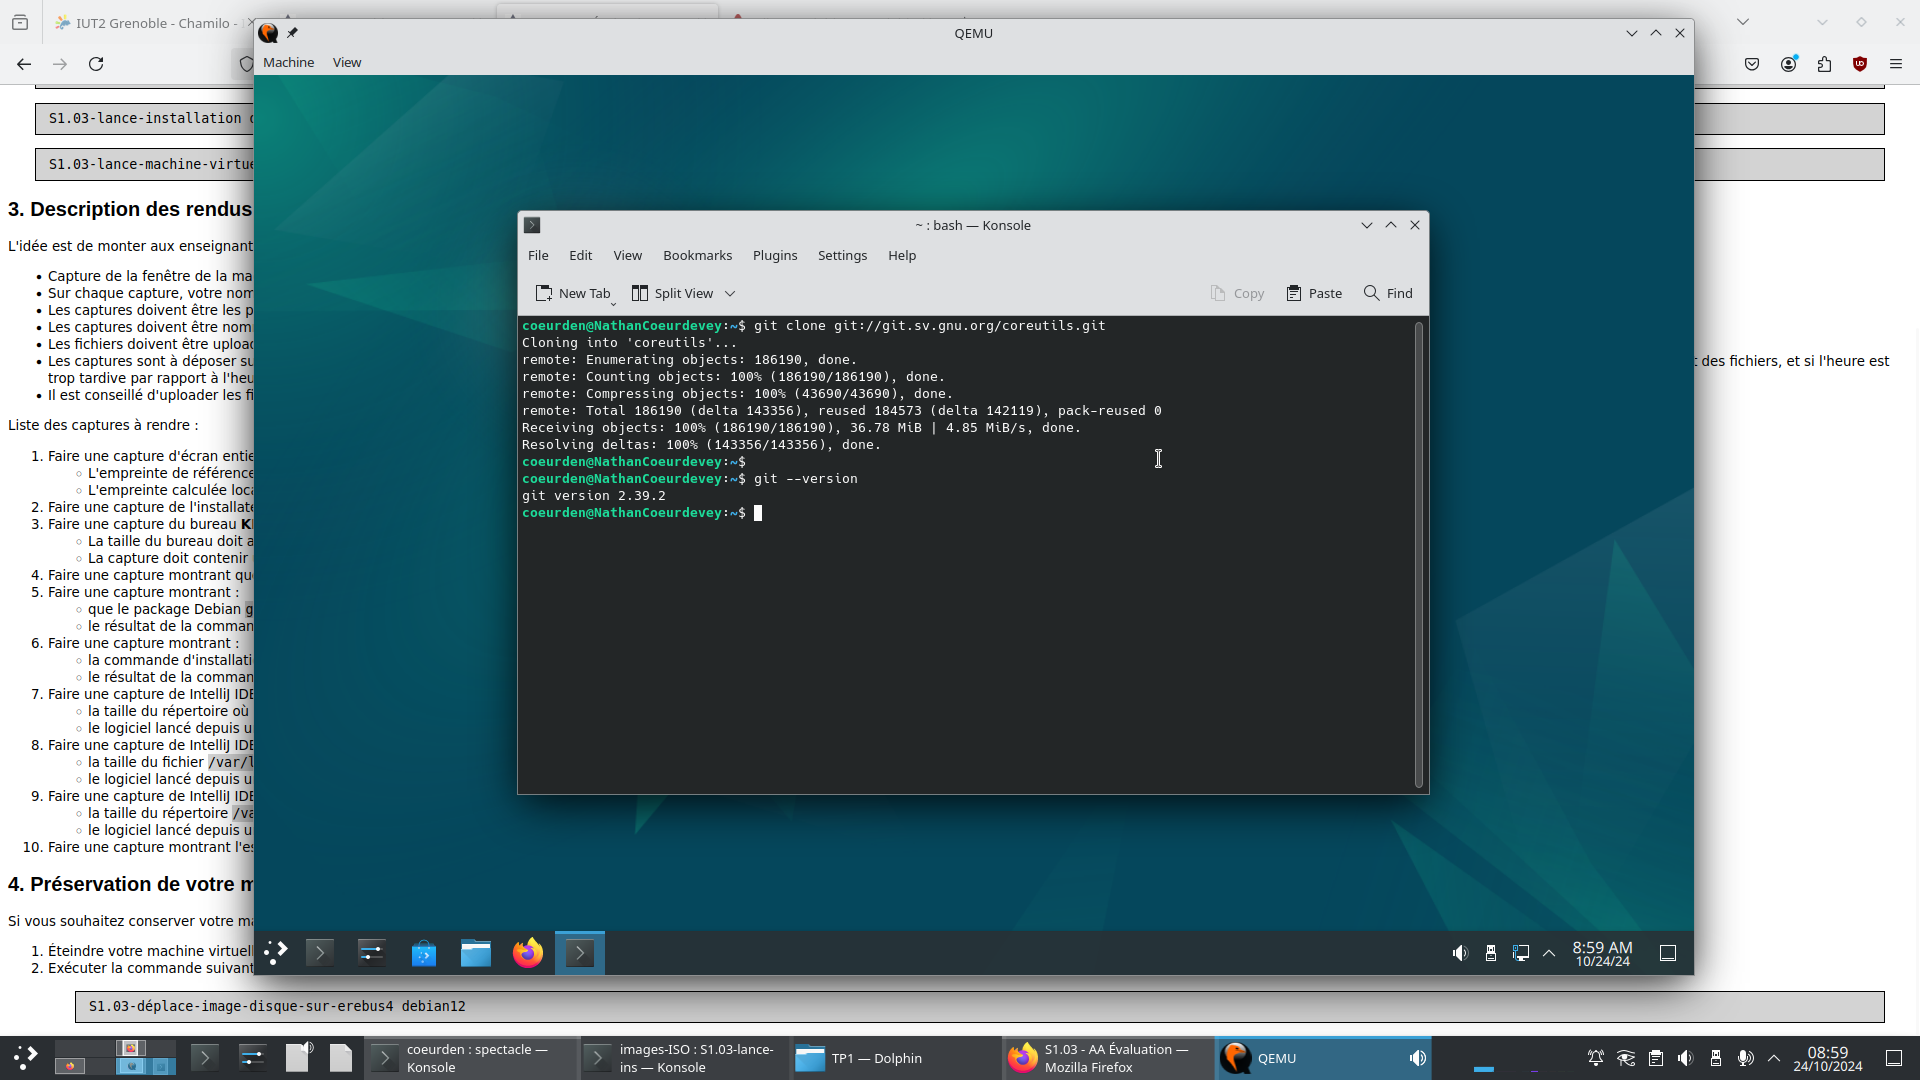 IUT2 Grenoble - Chamilo -
QEMU
Machine View
S1.03-lance-installation
S1.03-lance-machine-virtue
3. Description des rendus
L'idée est de monter aux enseignant
Capture de la fenêtre de la ma
Sur chaque capture, votre nom
Les captures doivent être les p
Les captures doivent être nom
Les fichiers doivent être upload
Les captures sont à déposer su
t des fichiers, et si l'heure est
trop tardive par rapport à l'heu
Il est conseillé d'uploader les fi
Liste des captures à rendre :
1. Faire une capture d'écran entie
L'empreinte de référence
L'empreinte calculée loca
2. Faire une capture de l'installate
3. Faire une capture du bureau K
La taille du bureau doit a
La capture doit contenir
4. Faire une capture montrant que
5. Faire une capture montrant :
que le package Debian g
le résultat de la comman
6. Faire une capture montrant :
la commande d'installati
le résultat de la comman
7. Faire une capture de IntelliJ IDE
la taille du répertoire où
le logiciel lancé depuis u
8. Faire une capture de IntelliJ IDE
la taille du fichier /var/l
le logiciel lancé depuis u
9. Faire une capture de IntelliJ IDE
la taille du répertoire /va
le logiciel lancé depuis u
10. Faire une capture montrant l'es
4. Préservation de votre m
Si vous souhaitez conserver votre ma
1. Éteindre votre machine virtuell
2. Exécuter la commande suivant
S1.03-déplace-image-disque-sur-erebus4 debian12
~ : bash — Konsole
File Edit View Bookmarks Plugins Settings Help
New Tab Split View Copy Paste Find
coeurden@NathanCoeurdevey:~$ git clone git://git.sv.gnu.org/coreutils.git
Cloning into 'coreutils'...
remote: Enumerating objects: 186190, done.
remote: Counting objects: 100% (186190/186190), done.
remote: Compressing objects: 100% (43690/43690), done.
remote: Total 186190 (delta 143356), reused 184573 (delta 142119), pack-reused 0
Receiving objects: 100% (186190/186190), 36.78 MiB | 4.85 MiB/s, done.
Resolving deltas: 100% (143356/143356), done.
coeurden@NathanCoeurdevey:~$
coeurden@NathanCoeurdevey:~$ git --version
git version 2.39.2
coeurden@NathanCoeurdevey:~$
8:59 AM
10/24/24
coeurden : spectacle —
Konsole
images-ISO : S1.03-lance-
ins — Konsole
TP1 — Dolphin
S1.03 - AA Évaluation —
Mozilla Firefox
QEMU
08:59
24/10/2024